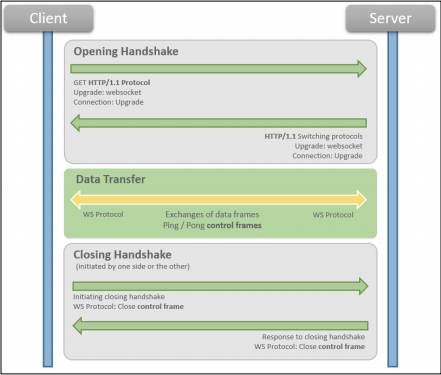 Client
Server
Opening Handshake
GET HTTP/1.1 Protocol
Upgrade: websocket
Connection: Upgrade
HTTP/1.1 Switching protocols
Upgrade: websocket
Connection: Upgrade
Data Transfer
WS Protocol
Exchanges of data frames
WS Protocol
Ping / Pong control frames
Closing Handshake
(initiated by one side or the other)
Initiating closing handshake
WS Protocol: Close control frame
Response to closing handshake
WS Protocol: Close control frame